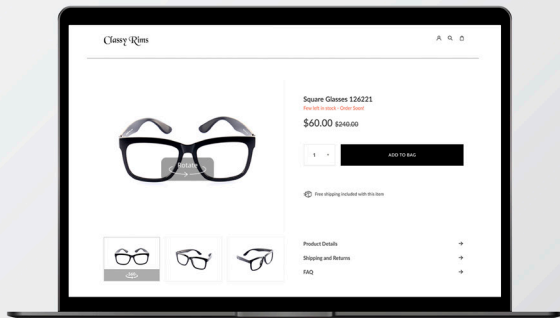 Classy Rims
Square Glasses 126221
Few left in stock - Order Soon!
$60.00 $240.00
Rotate
1
ADD TO BAG
Free shipping included with this item
Product Details
Shipping and Returns
FAQ